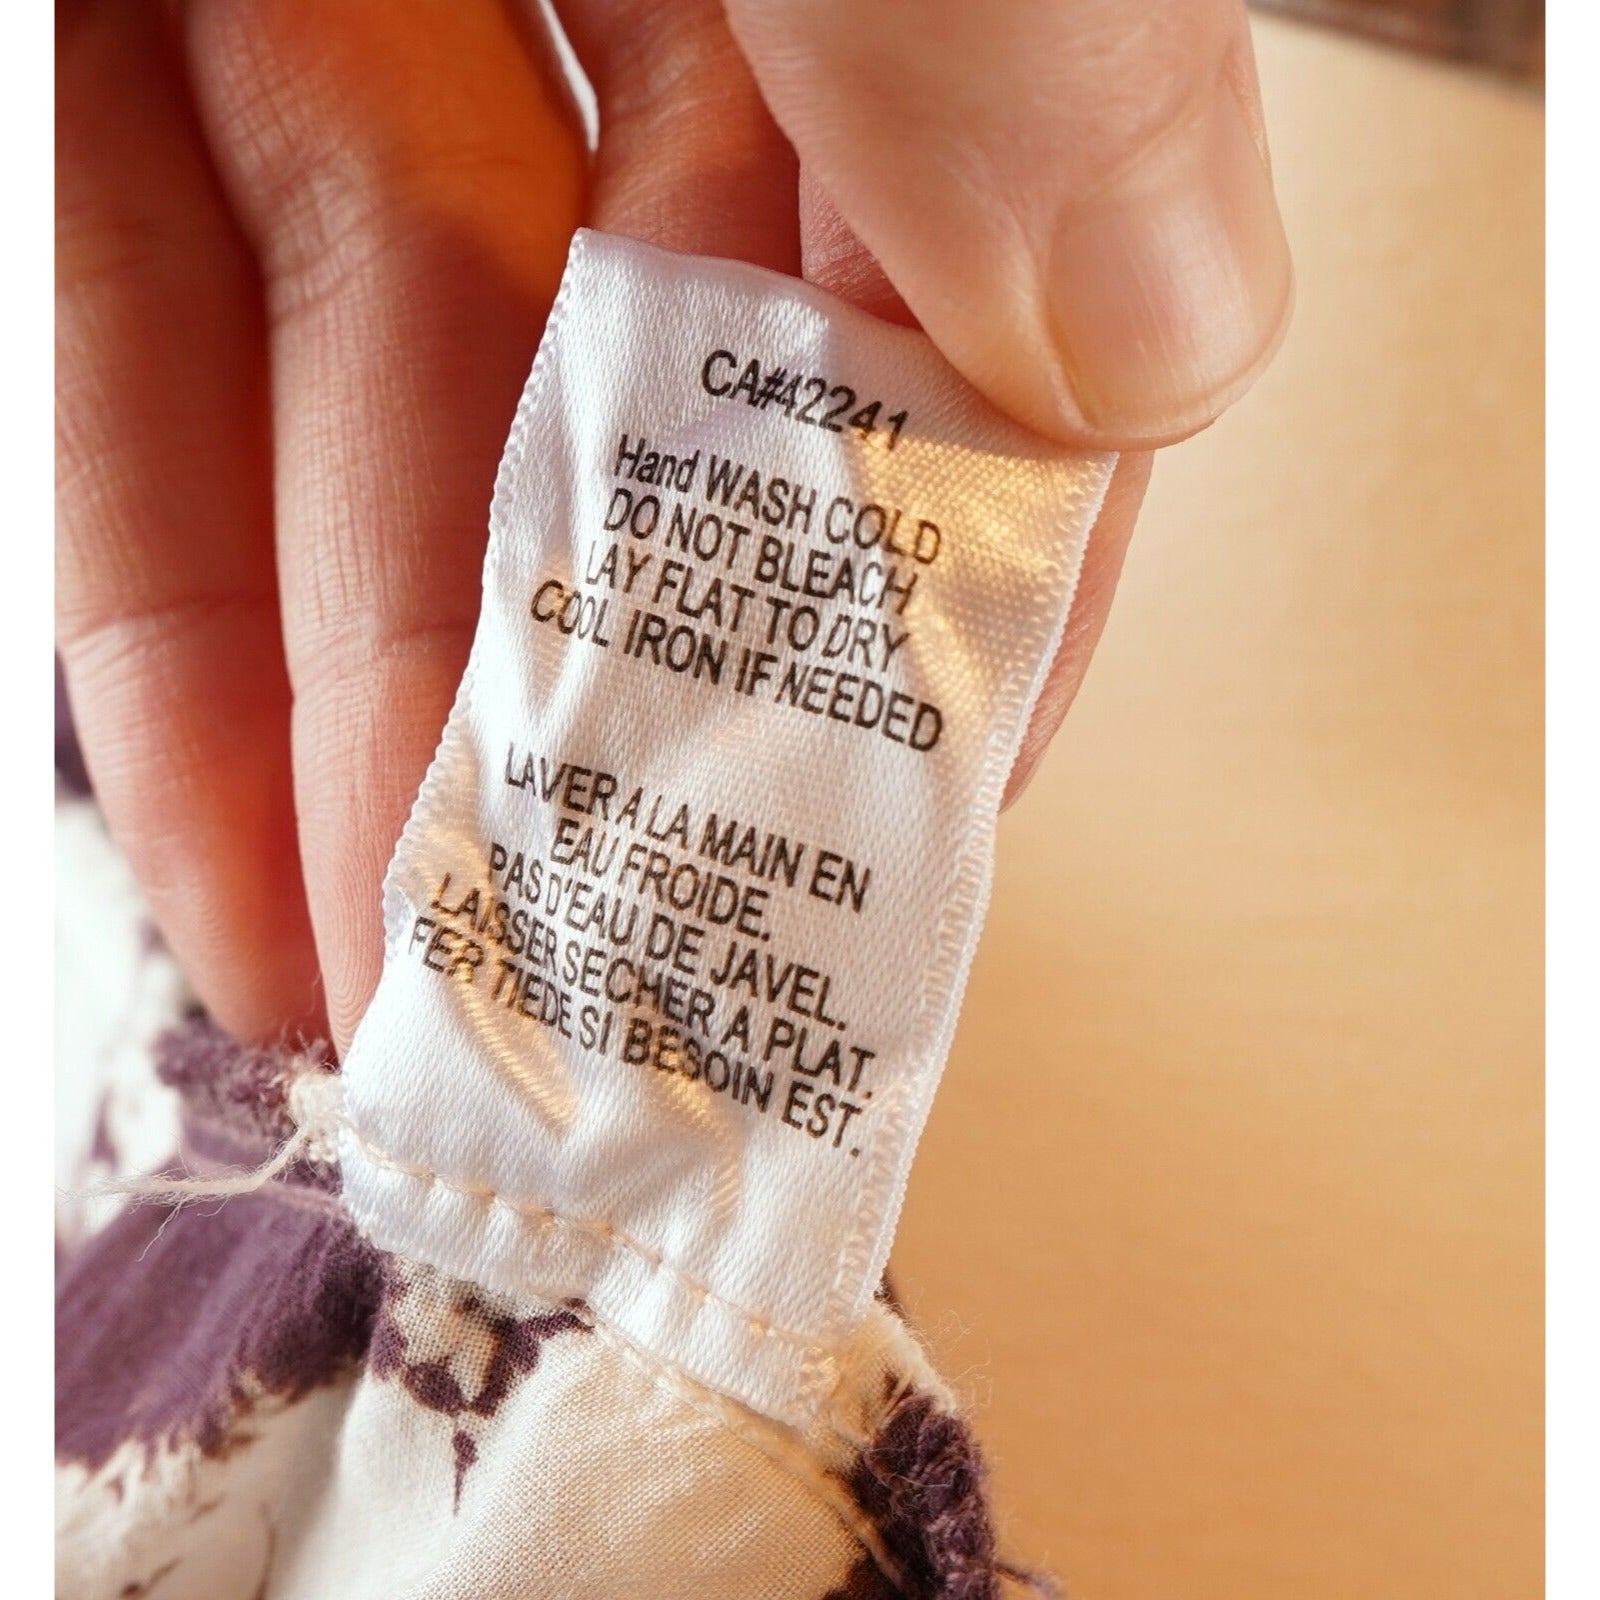 CA#42241
Hand WASH COLD
DO NOT BLEACH
LAY FLAT TO DRY
COOL IRON IF NEEDED
LAVER A LA MAIN EN
EAU FROIDE.
PAS D'EAU DE JAVEL.
LAISSER SECHER A PLAT.
FER TIEDE SI BESOIN EST.